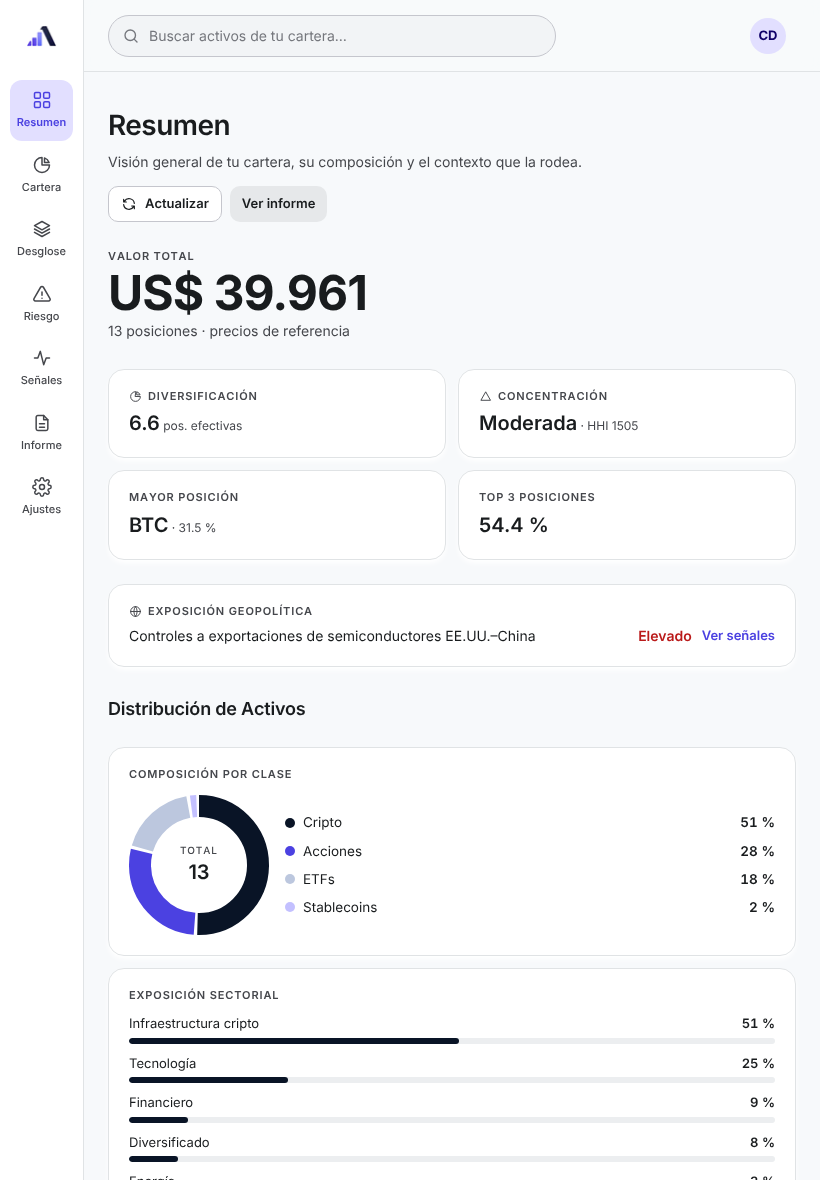 Buscar activos de tu cartera...
CD
Resumen
Cartera
Desglose
Riesgo
Señales
Informe
Ajustes
Resumen
Visión general de tu cartera, su composición y el contexto que la rodea.
Actualizar
Ver informe
VALOR TOTAL
US$ 39.961
13 posiciones · precios de referencia
DIVERSIFICACIÓN
6.6 pos. efectivas
CONCENTRACIÓN
Moderada · HHI 1505
MAYOR POSICIÓN
BTC · 31.5 %
TOP 3 POSICIONES
54.4 %
EXPOSICIÓN GEOPOLÍTICA
Controles a exportaciones de semiconductores EE.UU.–China
Elevado
Ver señales
Distribución de Activos
COMPOSICIÓN POR CLASE
TOTAL
13
Cripto 51 %
Acciones 28 %
ETFs 18 %
Stablecoins 2 %
EXPOSICIÓN SECTORIAL
Infraestructura cripto 51 %
Tecnología 25 %
Financiero 9 %
Diversificado 8 %